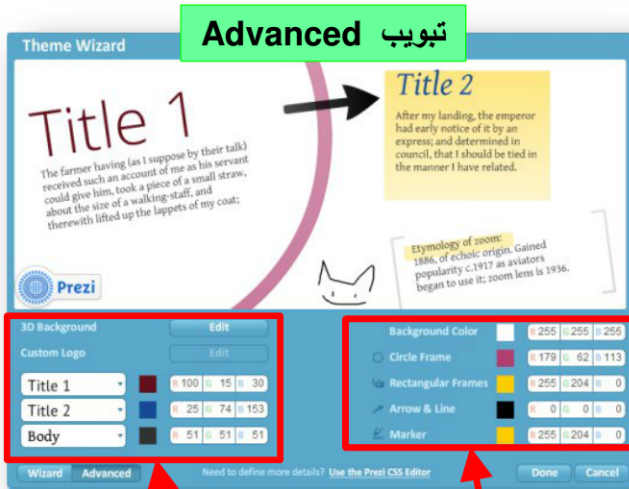 تبويب Advanced
Theme Wizard
Title 1
The farmer having (as I suppose by their talk)
received such an account of me as his servant
could give him, took a piece of a small straw,
about the size of a walking-staff, and
therewith lifted up the lappets of my coat;
Title 2
After my landing, the emperor
had early notice of it by an
express; and determined in
council, that I should be tied in
the manner I have related.
Etymology of zoom:
1886, of echoic origin. Gained
popularity c.1917 as aviators
began to use it; zoom lens is 1936.
Prezi
3D Background Edit
Custom Logo Edit
Title 1 R 100 G 15 B 30
Title 2 R 25 G 74 B 153
Body R 51 G 51 B 51
Background Color R 255 G 255 B 255
Circle Frame R 179 G 62 B 113
Rectangular Frames R 255 G 204 B 0
Arrow & Line R 0 G 0 B 0
Marker R 255 G 204 B 0
Wizard Advanced Need to define more details? Use the Prezi CSS Editor Done Cancel